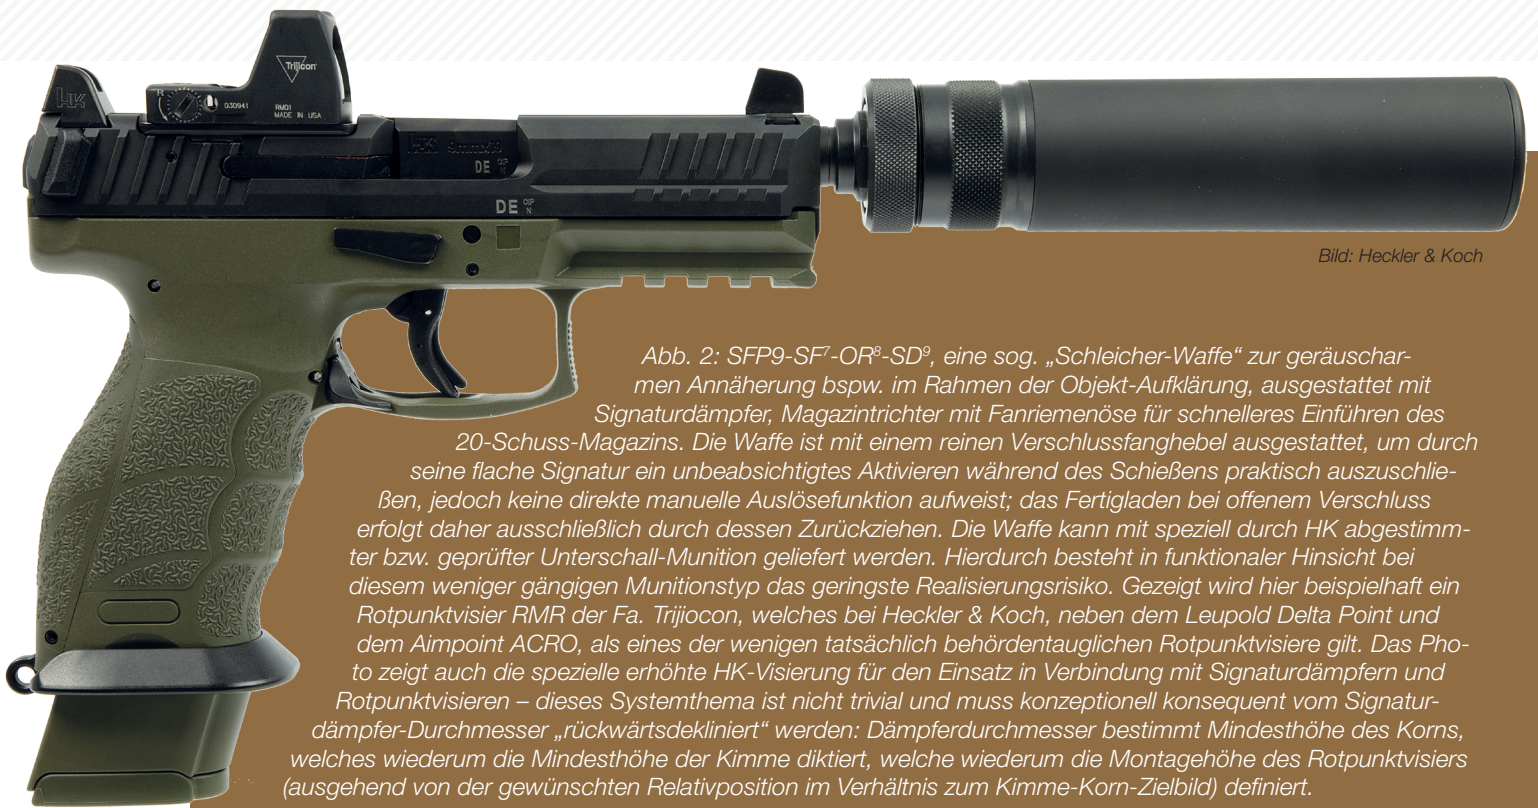 Trijicon
HK
R
030941
RM01
MADE IN USA
HK 9mmx19
DE CIP N
DE CIP N
Bild: Heckler & Koch
Abb. 2: SFP9-SF⁷-OR⁸-SD⁹, eine sog. „Schleicher-Waffe“ zur geräuschar-
men Annäherung bspw. im Rahmen der Objekt-Aufklärung, ausgestattet mit
Signaturdämpfer, Magazintrichter mit Fanriemenöse für schnelleres Einführen des
20-Schuss-Magazins. Die Waffe ist mit einem reinen Verschlussfanghebel ausgestattet, um durch
seine flache Signatur ein unbeabsichtigtes Aktivieren während des Schießens praktisch auszuschlie-
ßen, jedoch keine direkte manuelle Auslösefunktion aufweist; das Fertigladen bei offenem Verschluss
erfolgt daher ausschließlich durch dessen Zurückziehen. Die Waffe kann mit speziell durch HK abgestimm-
ter bzw. geprüfter Unterschall-Munition geliefert werden. Hierdurch besteht in funktionaler Hinsicht bei
diesem weniger gängigen Munitionstyp das geringste Realisierungsrisiko. Gezeigt wird hier beispielhaft ein
Rotpunktvisier RMR der Fa. Trijiocon, welches bei Heckler & Koch, neben dem Leupold Delta Point und
dem Aimpoint ACRO, als eines der wenigen tatsächlich behördentauglichen Rotpunktvisiere gilt. Das Pho-
to zeigt auch die spezielle erhöhte HK-Visierung für den Einsatz in Verbindung mit Signaturdämpfern und
Rotpunktvisieren – dieses Systemthema ist nicht trivial und muss konzeptionell konsequent vom Signatur-
dämpfer-Durchmesser „rückwärtsdekliniert“ werden: Dämpferdurchmesser bestimmt Mindesthöhe des Korns,
welches wiederum die Mindesthöhe der Kimme diktiert, welche wiederum die Montagehöhe des Rotpunktvisiers
(ausgehend von der gewünschten Relativposition im Verhältnis zum Kimme-Korn-Zielbild) definiert.